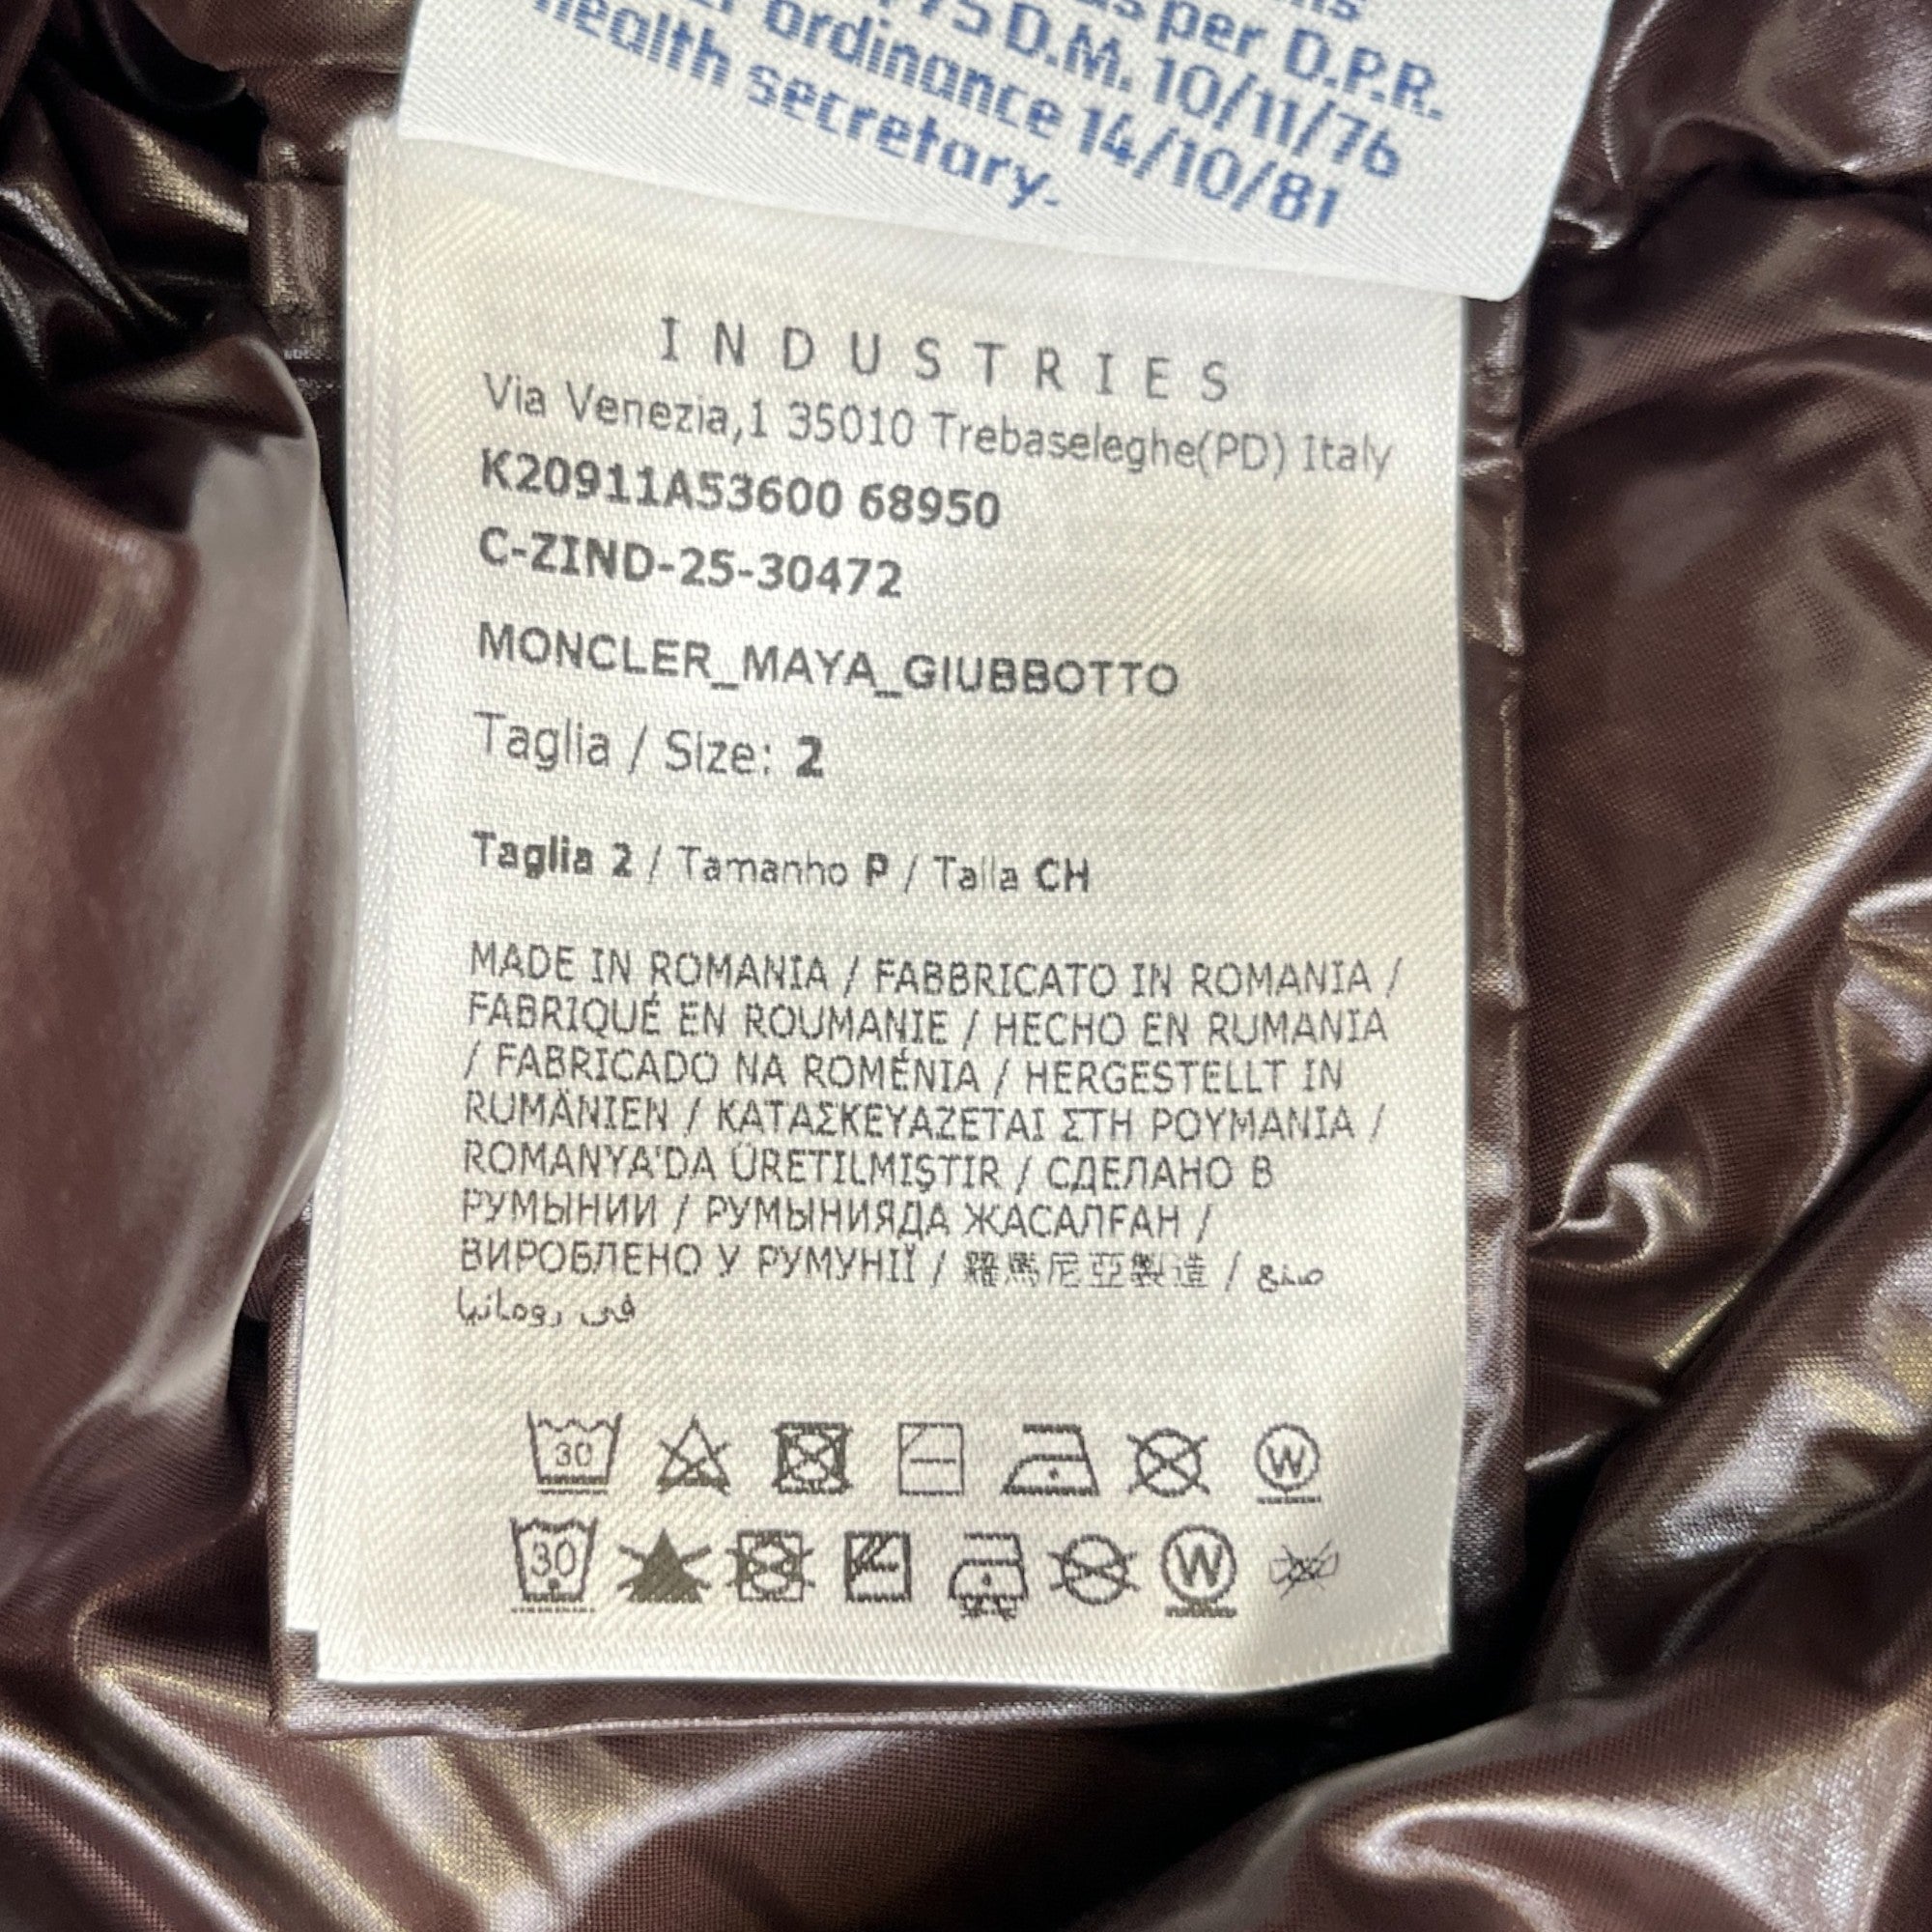 as per D.P.R.
D.M. 10/11/76
ordinance 14/10/81
health secretary.
INDUSTRIES
Via Venezia,1 35010 Trebaseleghe(PD) Italy
K20911A53600 68950
C-ZIND-25-30472
MONCLER_MAYA_GIUBBOTTO
Taglia / Size: 2
Taglia 2 / Tamanho P / Talla CH
MADE IN ROMANIA / FABBRICATO IN ROMANIA /
FABRIQUÉ EN ROUMANIE / HECHO EN RUMANIA
/ FABRICADO NA ROMÉNIA / HERGESTELLT IN
RUMÄNIEN / ΚΑΤΑΣΚΕΥΑΖΕΤΑΙ ΣΤΗ ΡΟΥΜΑΝΙΑ /
ROMANYA'DA ÜRETILMIŞTIR / СДЕЛАНО В
РУМЫНИИ / РУМЫНИЯДА ЖАСАЛҒАН /
ВИРОБЛЕНО У РУМУНІЇ / 羅馬尼亞製造 / صنع
في رومانيا
30 W
30 W